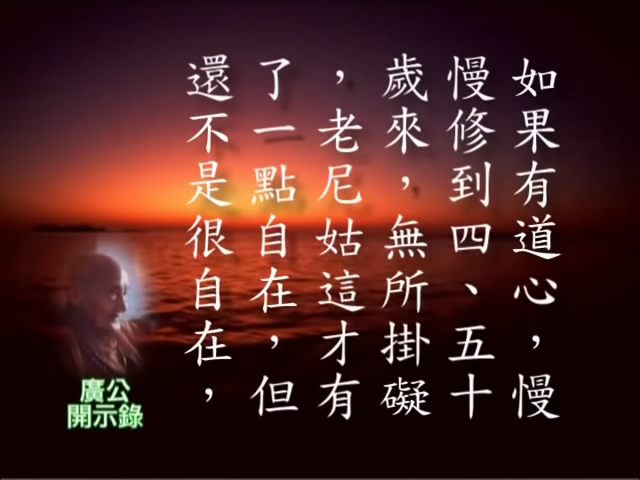 如果有道心，慢
慢修到四、五十
歲來，無所掛礙
，老尼姑這才有
了一點自在，但
還不是很自在，
廣公
開示錄